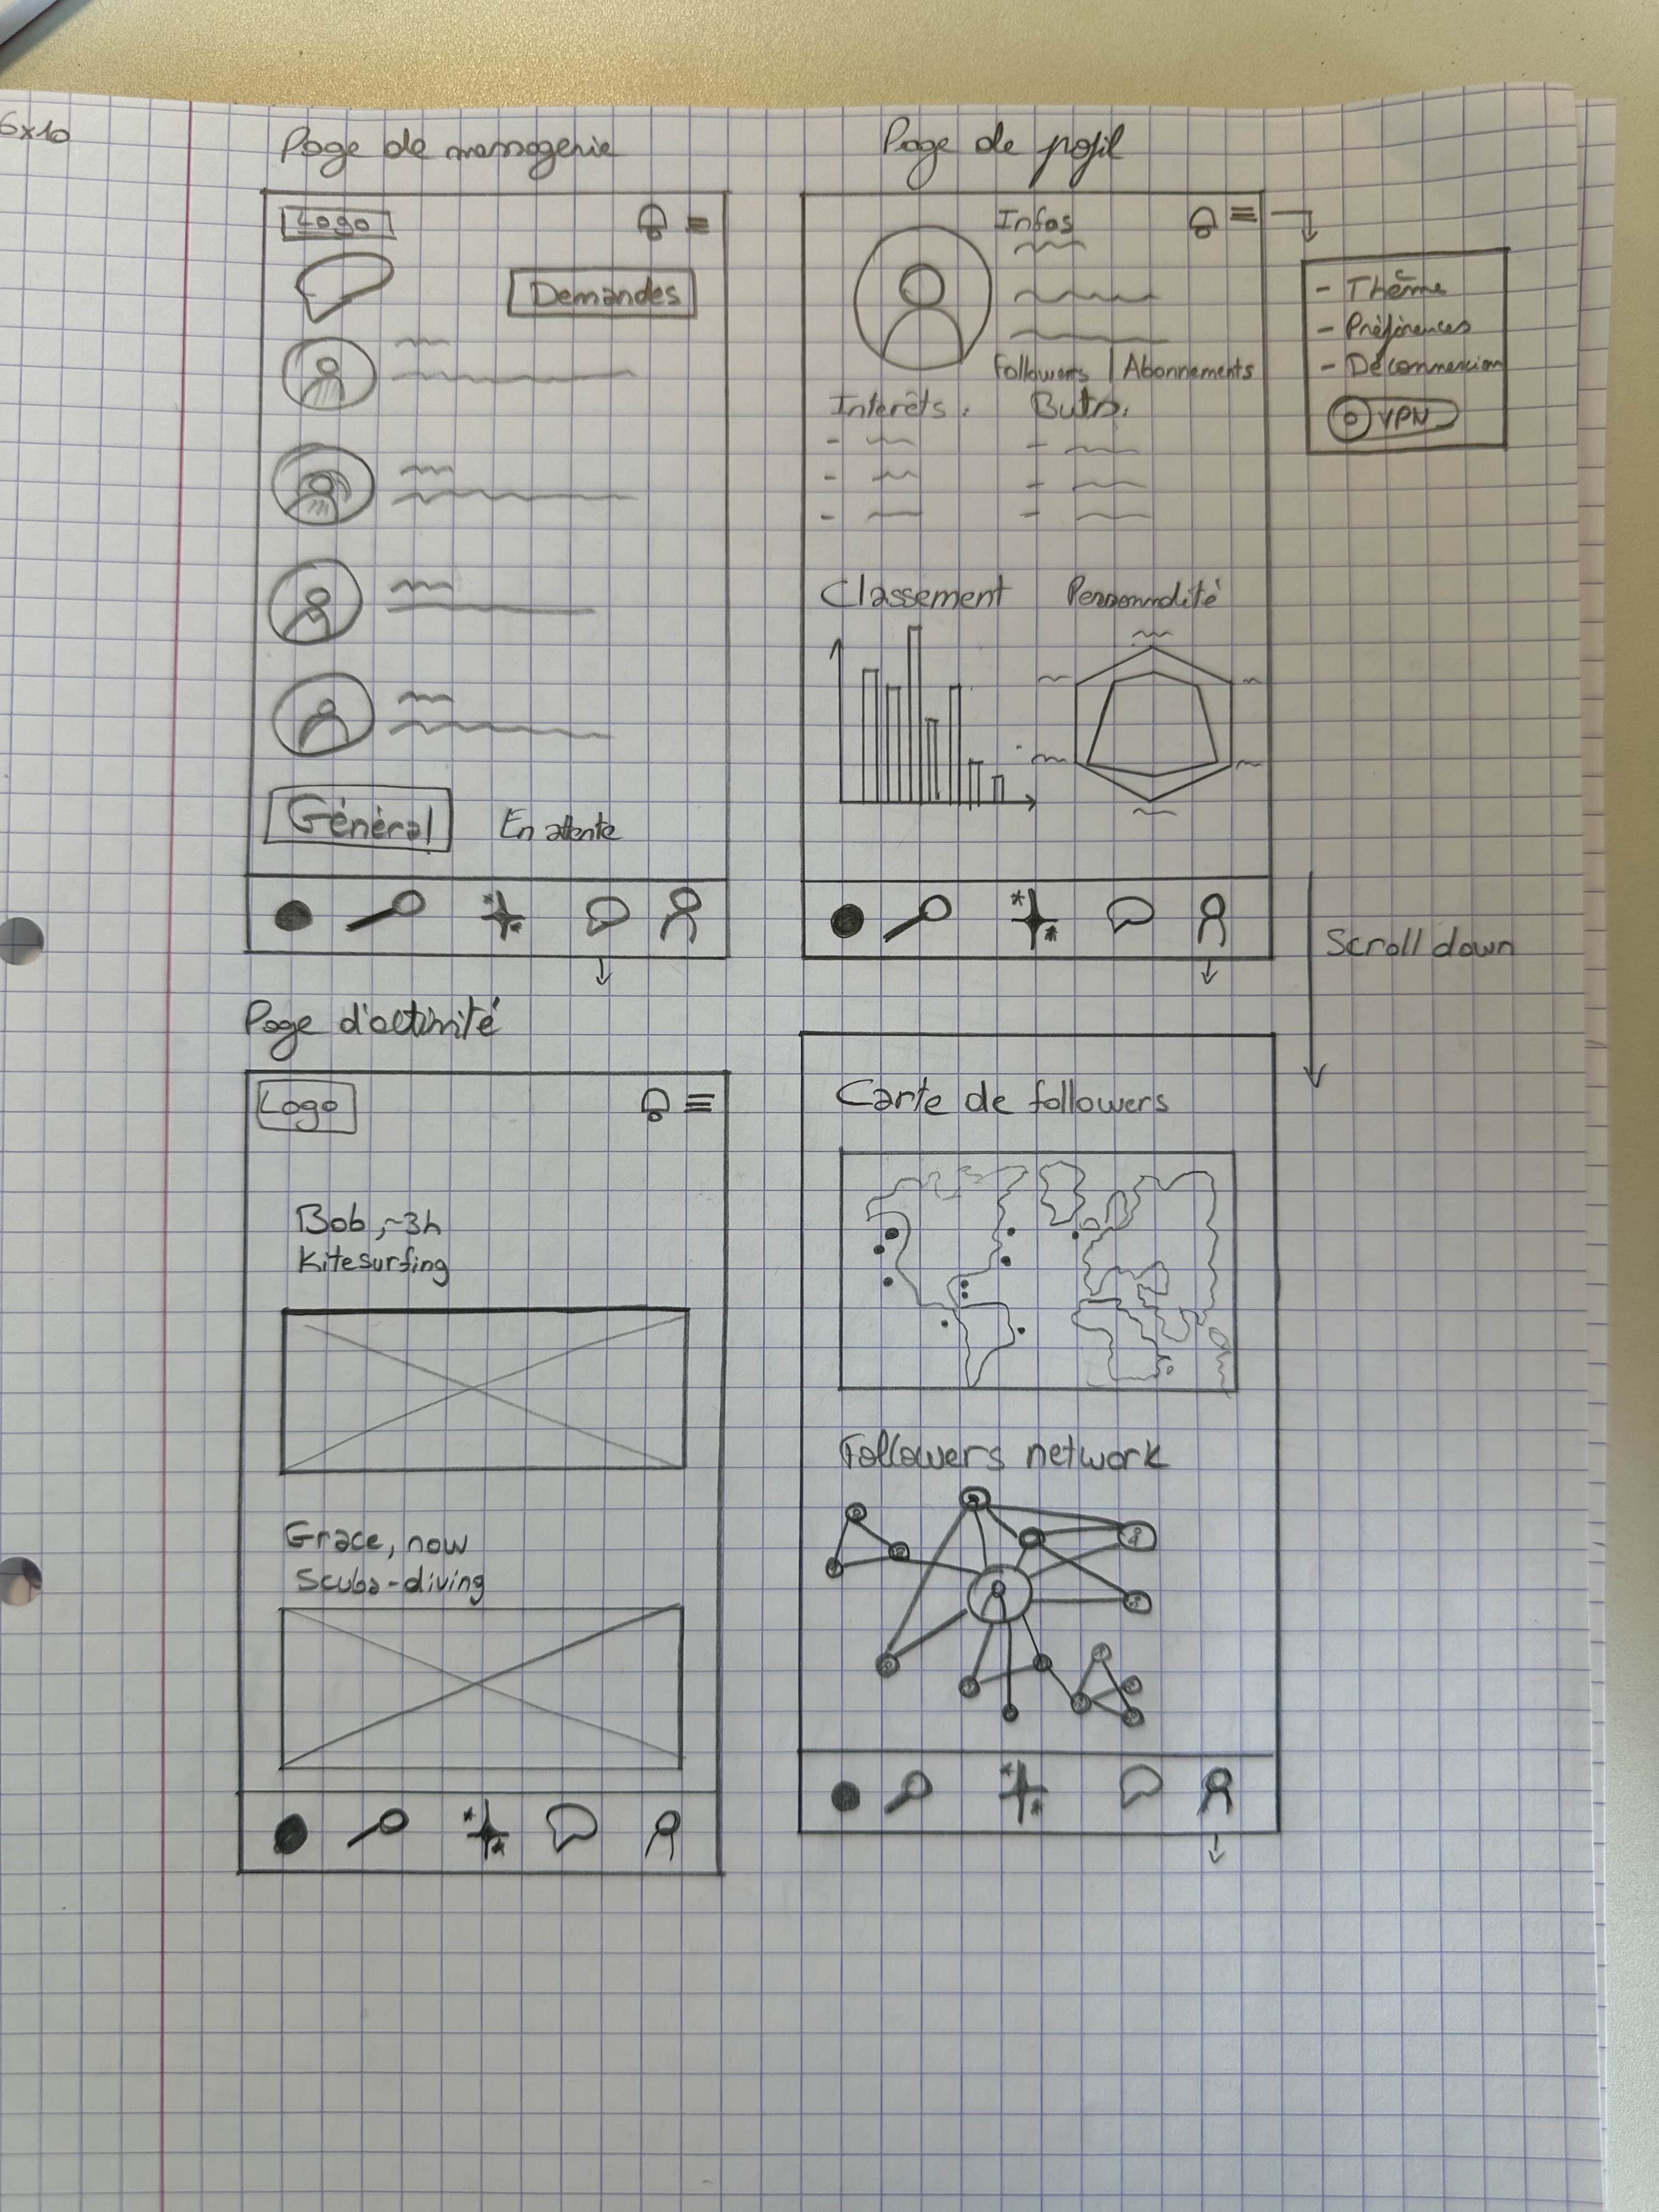 6x10
Page de messagerie
Logo
Demandes
Général
En attente
Page de pofil
Infos
Followers | Abonnements
Interêts :
Buts :
Classement
Personnalité
- Thème
- Préférences
- Déconnexion
VPN
Scroll down
Page d'activité
Logo
Bob, ~3h
Kitesurfing
Grace, now
Scuba-diving
Carte de followers
Followers network